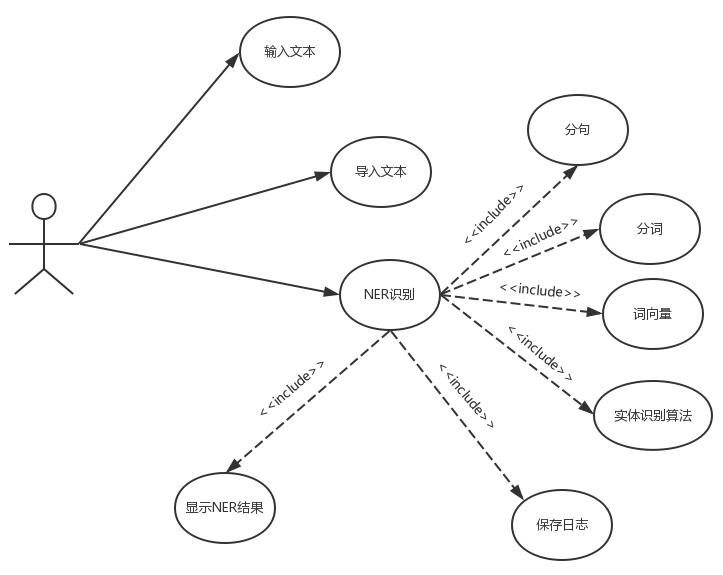 输入文本
导入文本
分句
<<include>>
分词
<<include>>
NER识别
<<include>>
词向量
<<include>>
实体识别算法
<<include>>
<<include>>
显示NER结果
保存日志